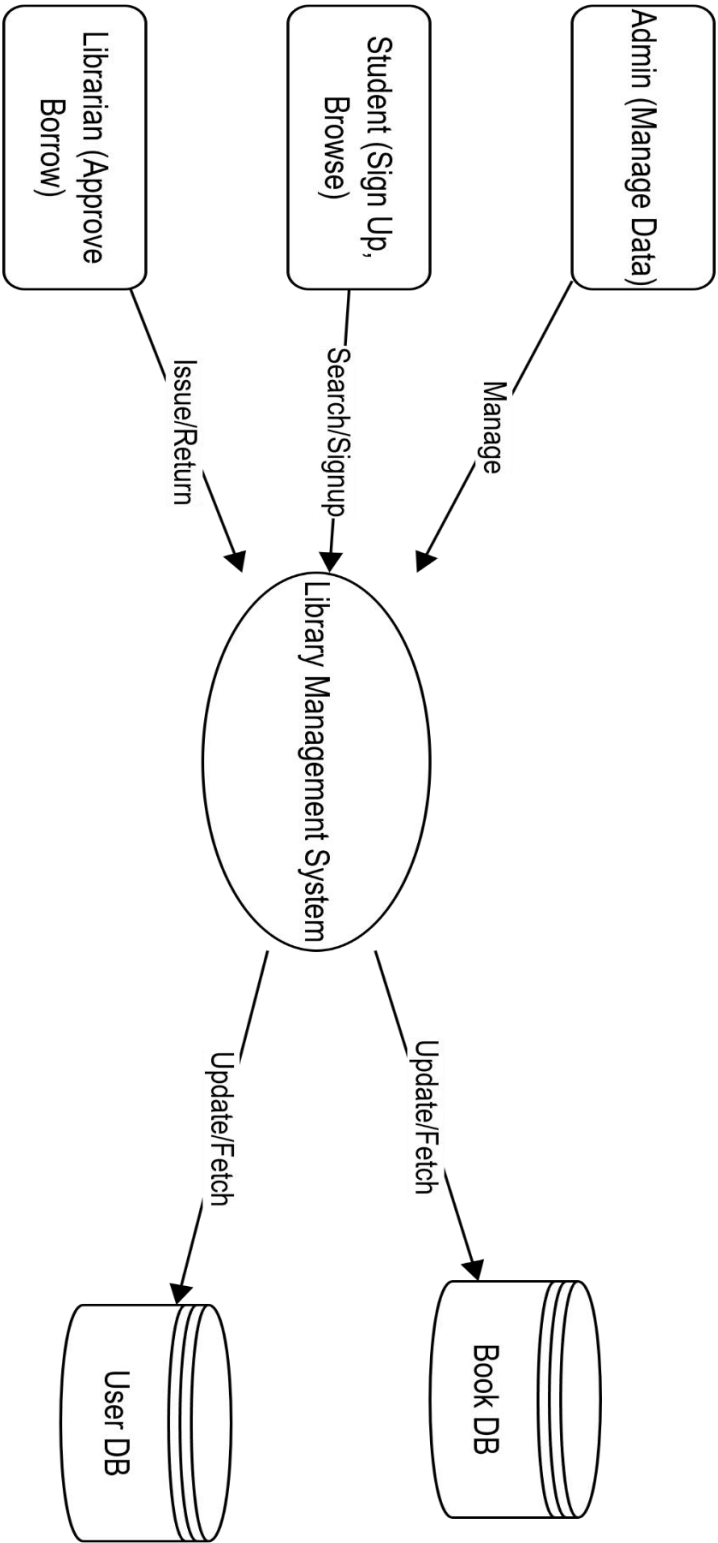 Admin (Manage Data)
Student (Sign Up,
Browse)
Librarian (Approve
Borrow)
Manage
Search/Signup
Issue/Return
Library Management System
Update/Fetch
Update/Fetch
Book DB
User DB